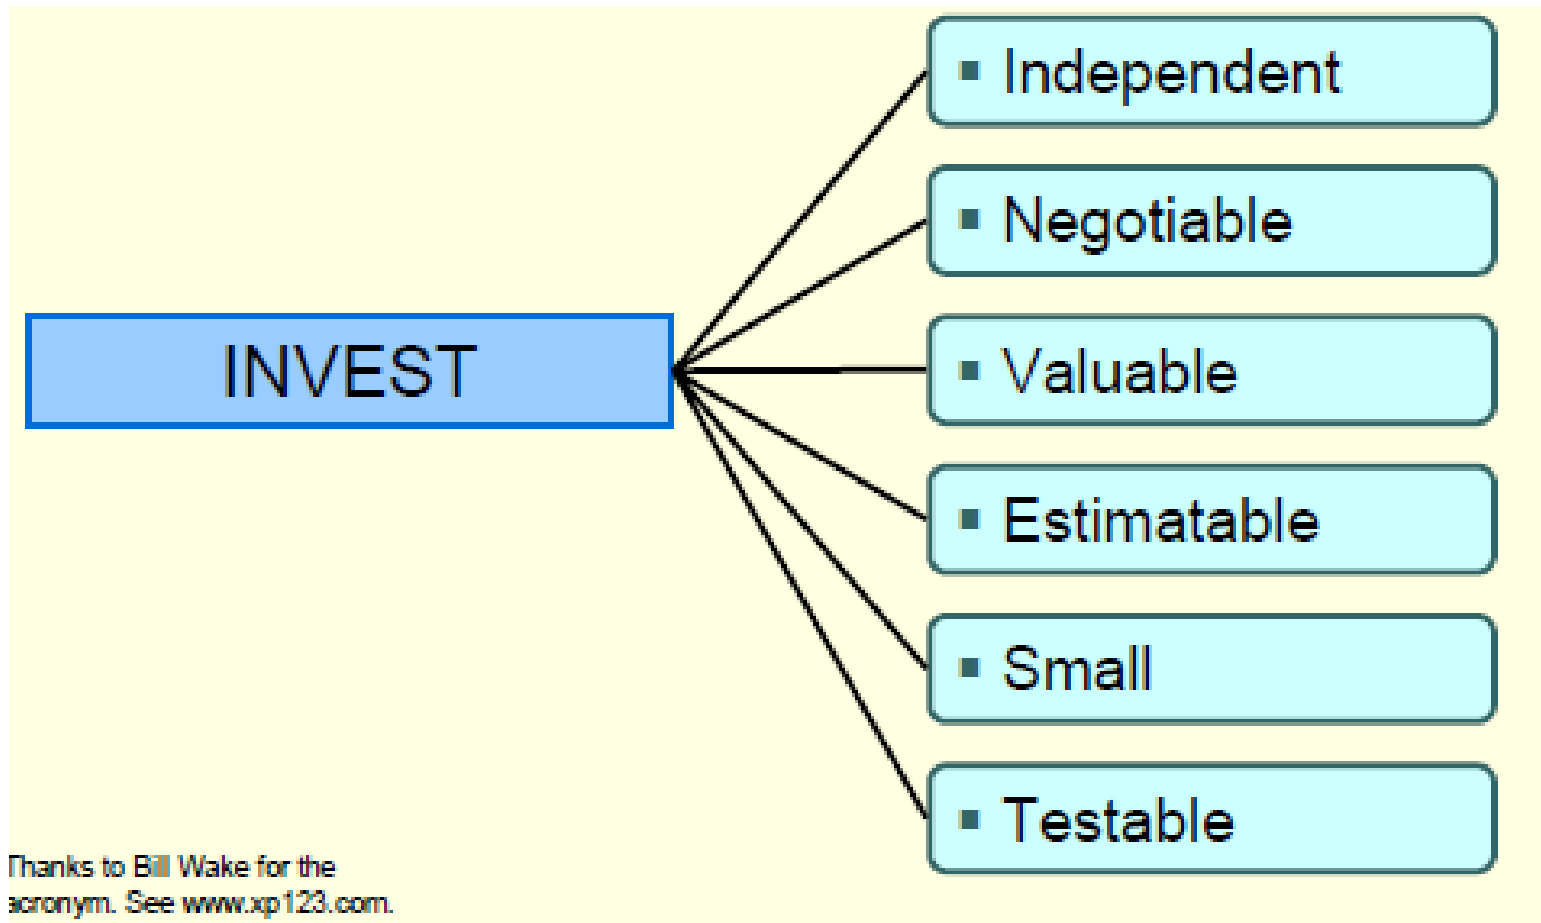 INVEST
▪ Independent
▪ Negotiable
▪ Valuable
▪ Estimatable
▪ Small
▪ Testable
Thanks to Bill Wake for the
acronym. See www.xp123.com.